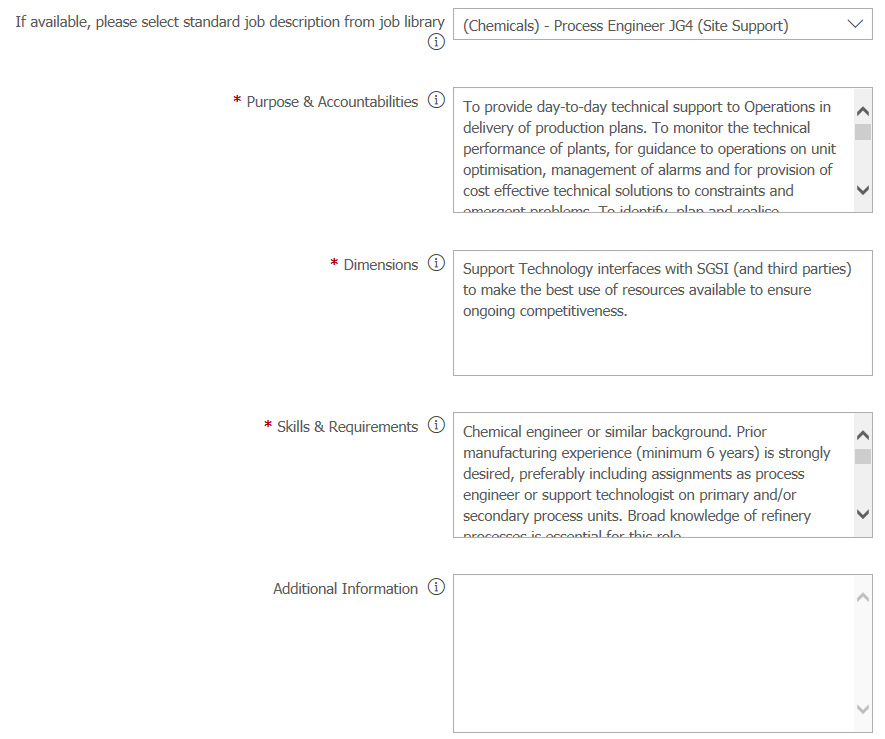 If available, please select standard job description from job library
(Chemicals) - Process Engineer JG4 (Site Support)
* Purpose & Accountabilities
To provide day-to-day technical support to Operations in
delivery of production plans. To monitor the technical
performance of plants, for guidance to operations on unit
optimisation, management of alarms and for provision of
cost effective technical solutions to constraints and
emergent problems. To identify, plan and realise
* Dimensions
Support Technology interfaces with SGSI (and third parties)
to make the best use of resources available to ensure
ongoing competitiveness.
* Skills & Requirements
Chemical engineer or similar background. Prior
manufacturing experience (minimum 6 years) is strongly
desired, preferably including assignments as process
engineer or support technologist on primary and/or
secondary process units. Broad knowledge of refinery
processes is essential for this role.
Additional Information